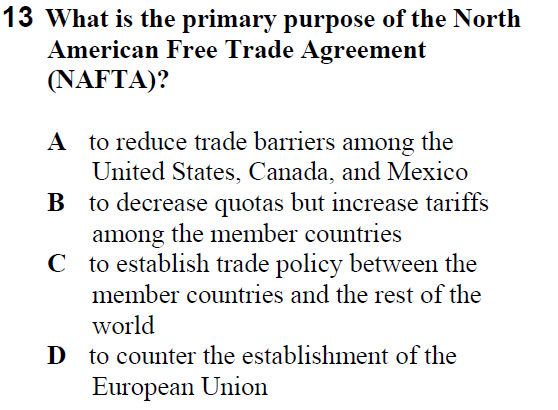 13 What is the primary purpose of the North
American Free Trade Agreement
(NAFTA)?
A to reduce trade barriers among the
United States, Canada, and Mexico
B to decrease quotas but increase tariffs
among the member countries
C to establish trade policy between the
member countries and the rest of the
world
D to counter the establishment of the
European Union